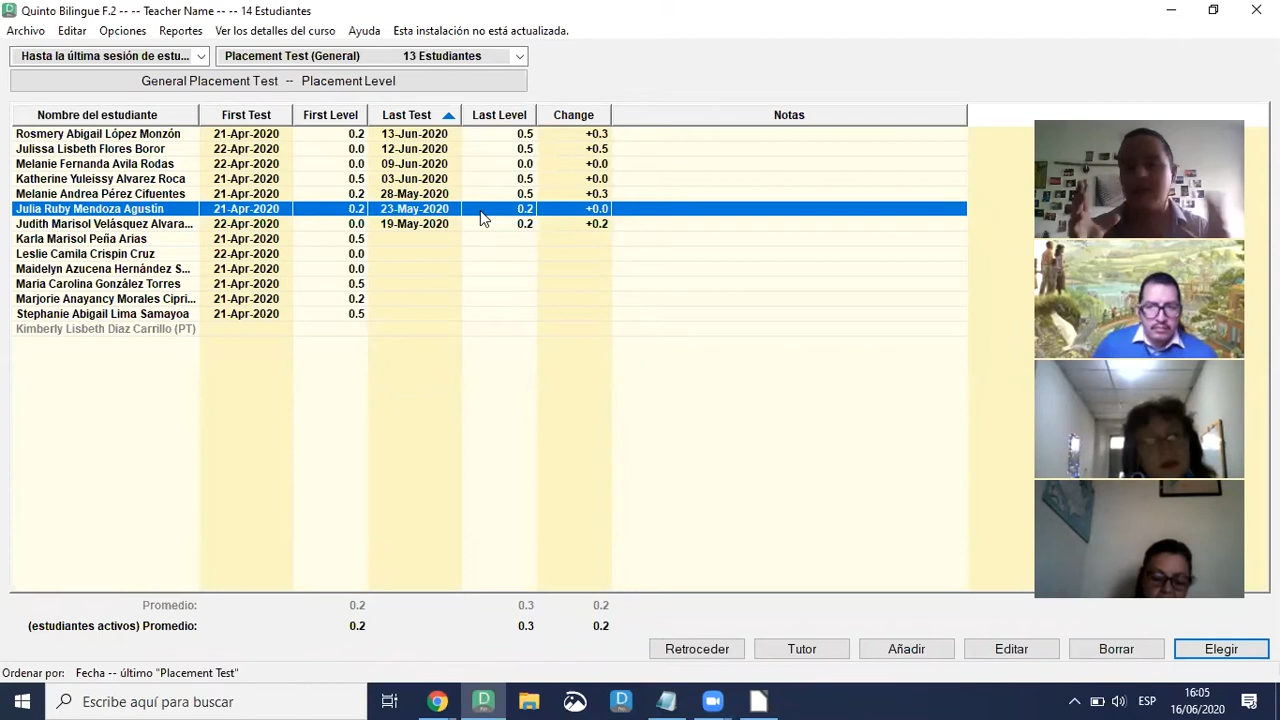 Quinto Bilingue F.2 -- -- Teacher Name -- -- 14 Estudiantes
Archivo Editar Opciones Reportes Ver los detalles del curso Ayuda Esta instalación no está actualizada.
Hasta la última sesión de estu... Placement Test (General) 13 Estudiantes
General Placement Test -- Placement Level
Nombre del estudiante First Test First Level Last Test Last Level Change Notas
Rosmery Abigail López Monzón 21-Apr-2020 0.2 13-Jun-2020 0.5 +0.3
Julissa Lisbeth Flores Boror 22-Apr-2020 0.0 12-Jun-2020 0.5 +0.5
Melanie Fernanda Avila Rodas 22-Apr-2020 0.0 09-Jun-2020 0.0 +0.0
Katherine Yuleissy Alvarez Roca 21-Apr-2020 0.5 03-Jun-2020 0.5 +0.0
Melanie Andrea Pérez Cifuentes 21-Apr-2020 0.2 28-May-2020 0.5 +0.3
Julia Ruby Mendoza Agustin 21-Apr-2020 0.2 23-May-2020 0.2 +0.0
Judith Marisol Velásquez Alvara... 22-Apr-2020 0.0 19-May-2020 0.2 +0.2
Karla Marisol Peña Arias 21-Apr-2020 0.5
Leslie Camila Crispin Cruz 22-Apr-2020 0.0
Maidelyn Azucena Hernández S... 21-Apr-2020 0.0
Maria Carolina González Torres 21-Apr-2020 0.5
Marjorie Anayancy Morales Cipri... 21-Apr-2020 0.2
Stephanie Abigail Lima Samayoa 21-Apr-2020 0.5
Kimberly Lisbeth Diaz Carrillo (PT)
Promedio: 0.2 0.3 0.2
(estudiantes activos) Promedio: 0.2 0.3 0.2
Retroceder Tutor Añadir Editar Borrar Elegir
Ordenar por: Fecha -- último "Placement Test"
Escribe aquí para buscar ESP 16:05
16/06/2020